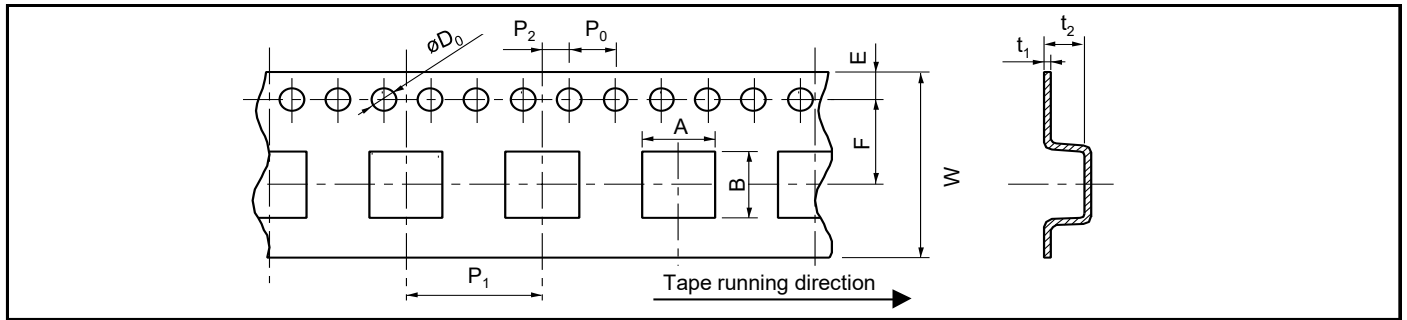 øD₀
P₂
P₀
E
t₁
t₂
A
F
B
W
P₁
Tape running direction